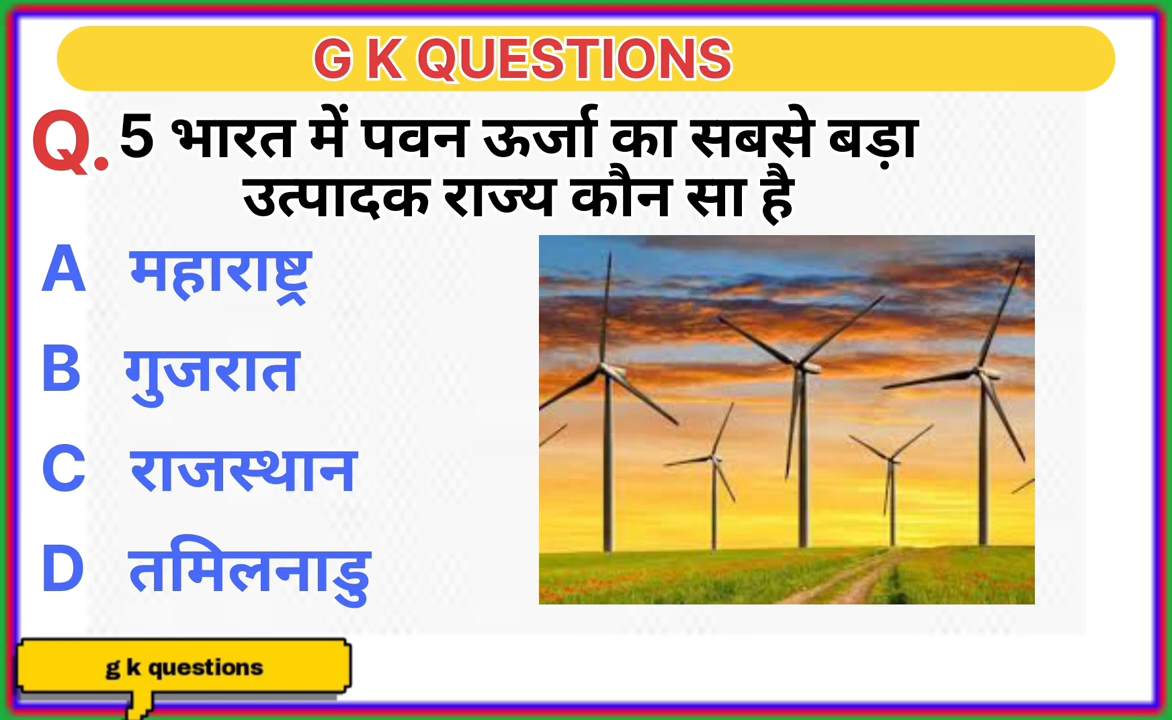 G K QUESTIONS
Q. 5 भारत में पवन ऊर्जा का सबसे बड़ा
उत्पादक राज्य कौन सा है
A महाराष्ट्र
B गुजरात
C राजस्थान
D तमिलनाडु
g k questions